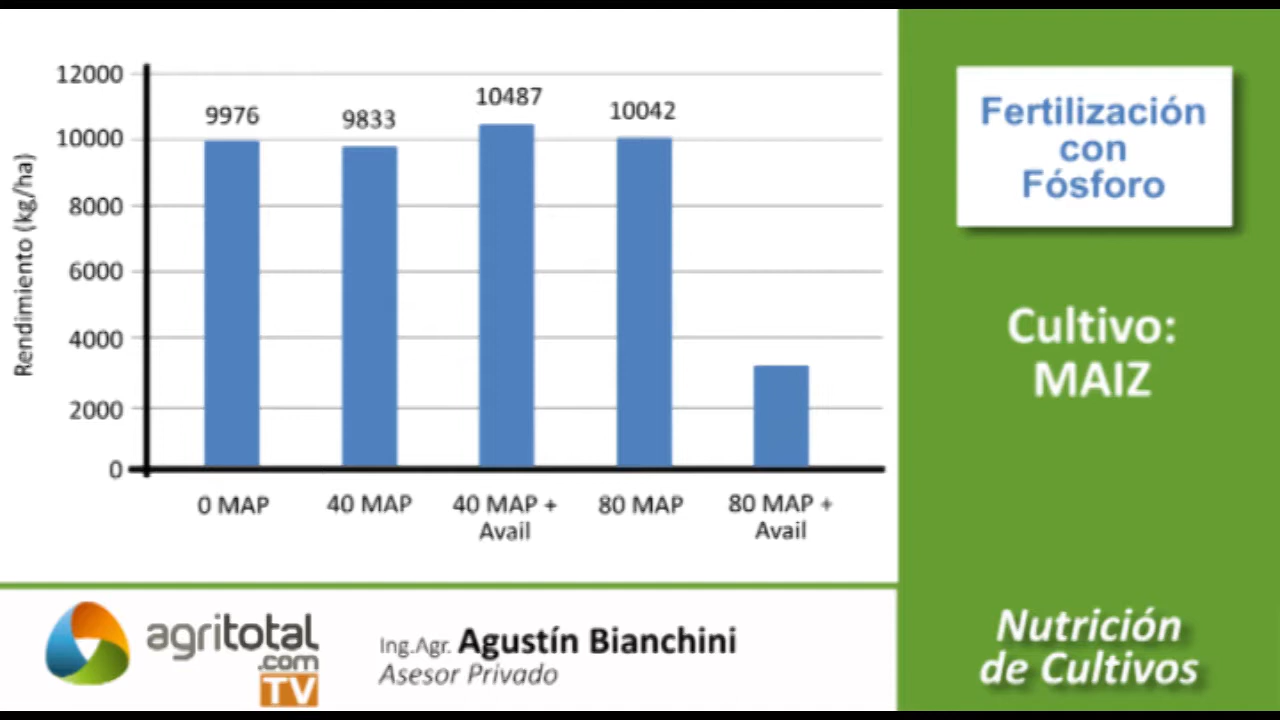 12000
10000
8000
6000
4000
2000
0
Rendimiento (kg/ha)
9976
9833
10487
10042
0 MAP
40 MAP
40 MAP +
Avail
80 MAP
80 MAP +
Avail
Fertilización
con
Fósforo
Cultivo:
MAIZ
agritotal
.com
TV
Ing.Agr. Agustín Bianchini
Asesor Privado
Nutrición
de Cultivos